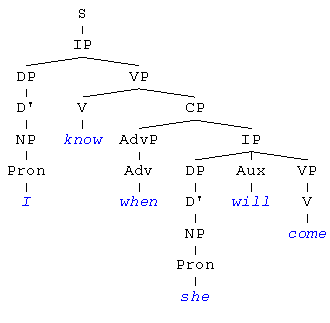 S
IP
DP VP
D' V CP
NP know AdvP IP
Pron Adv DP Aux VP
I when D' will V
NP come
Pron
she